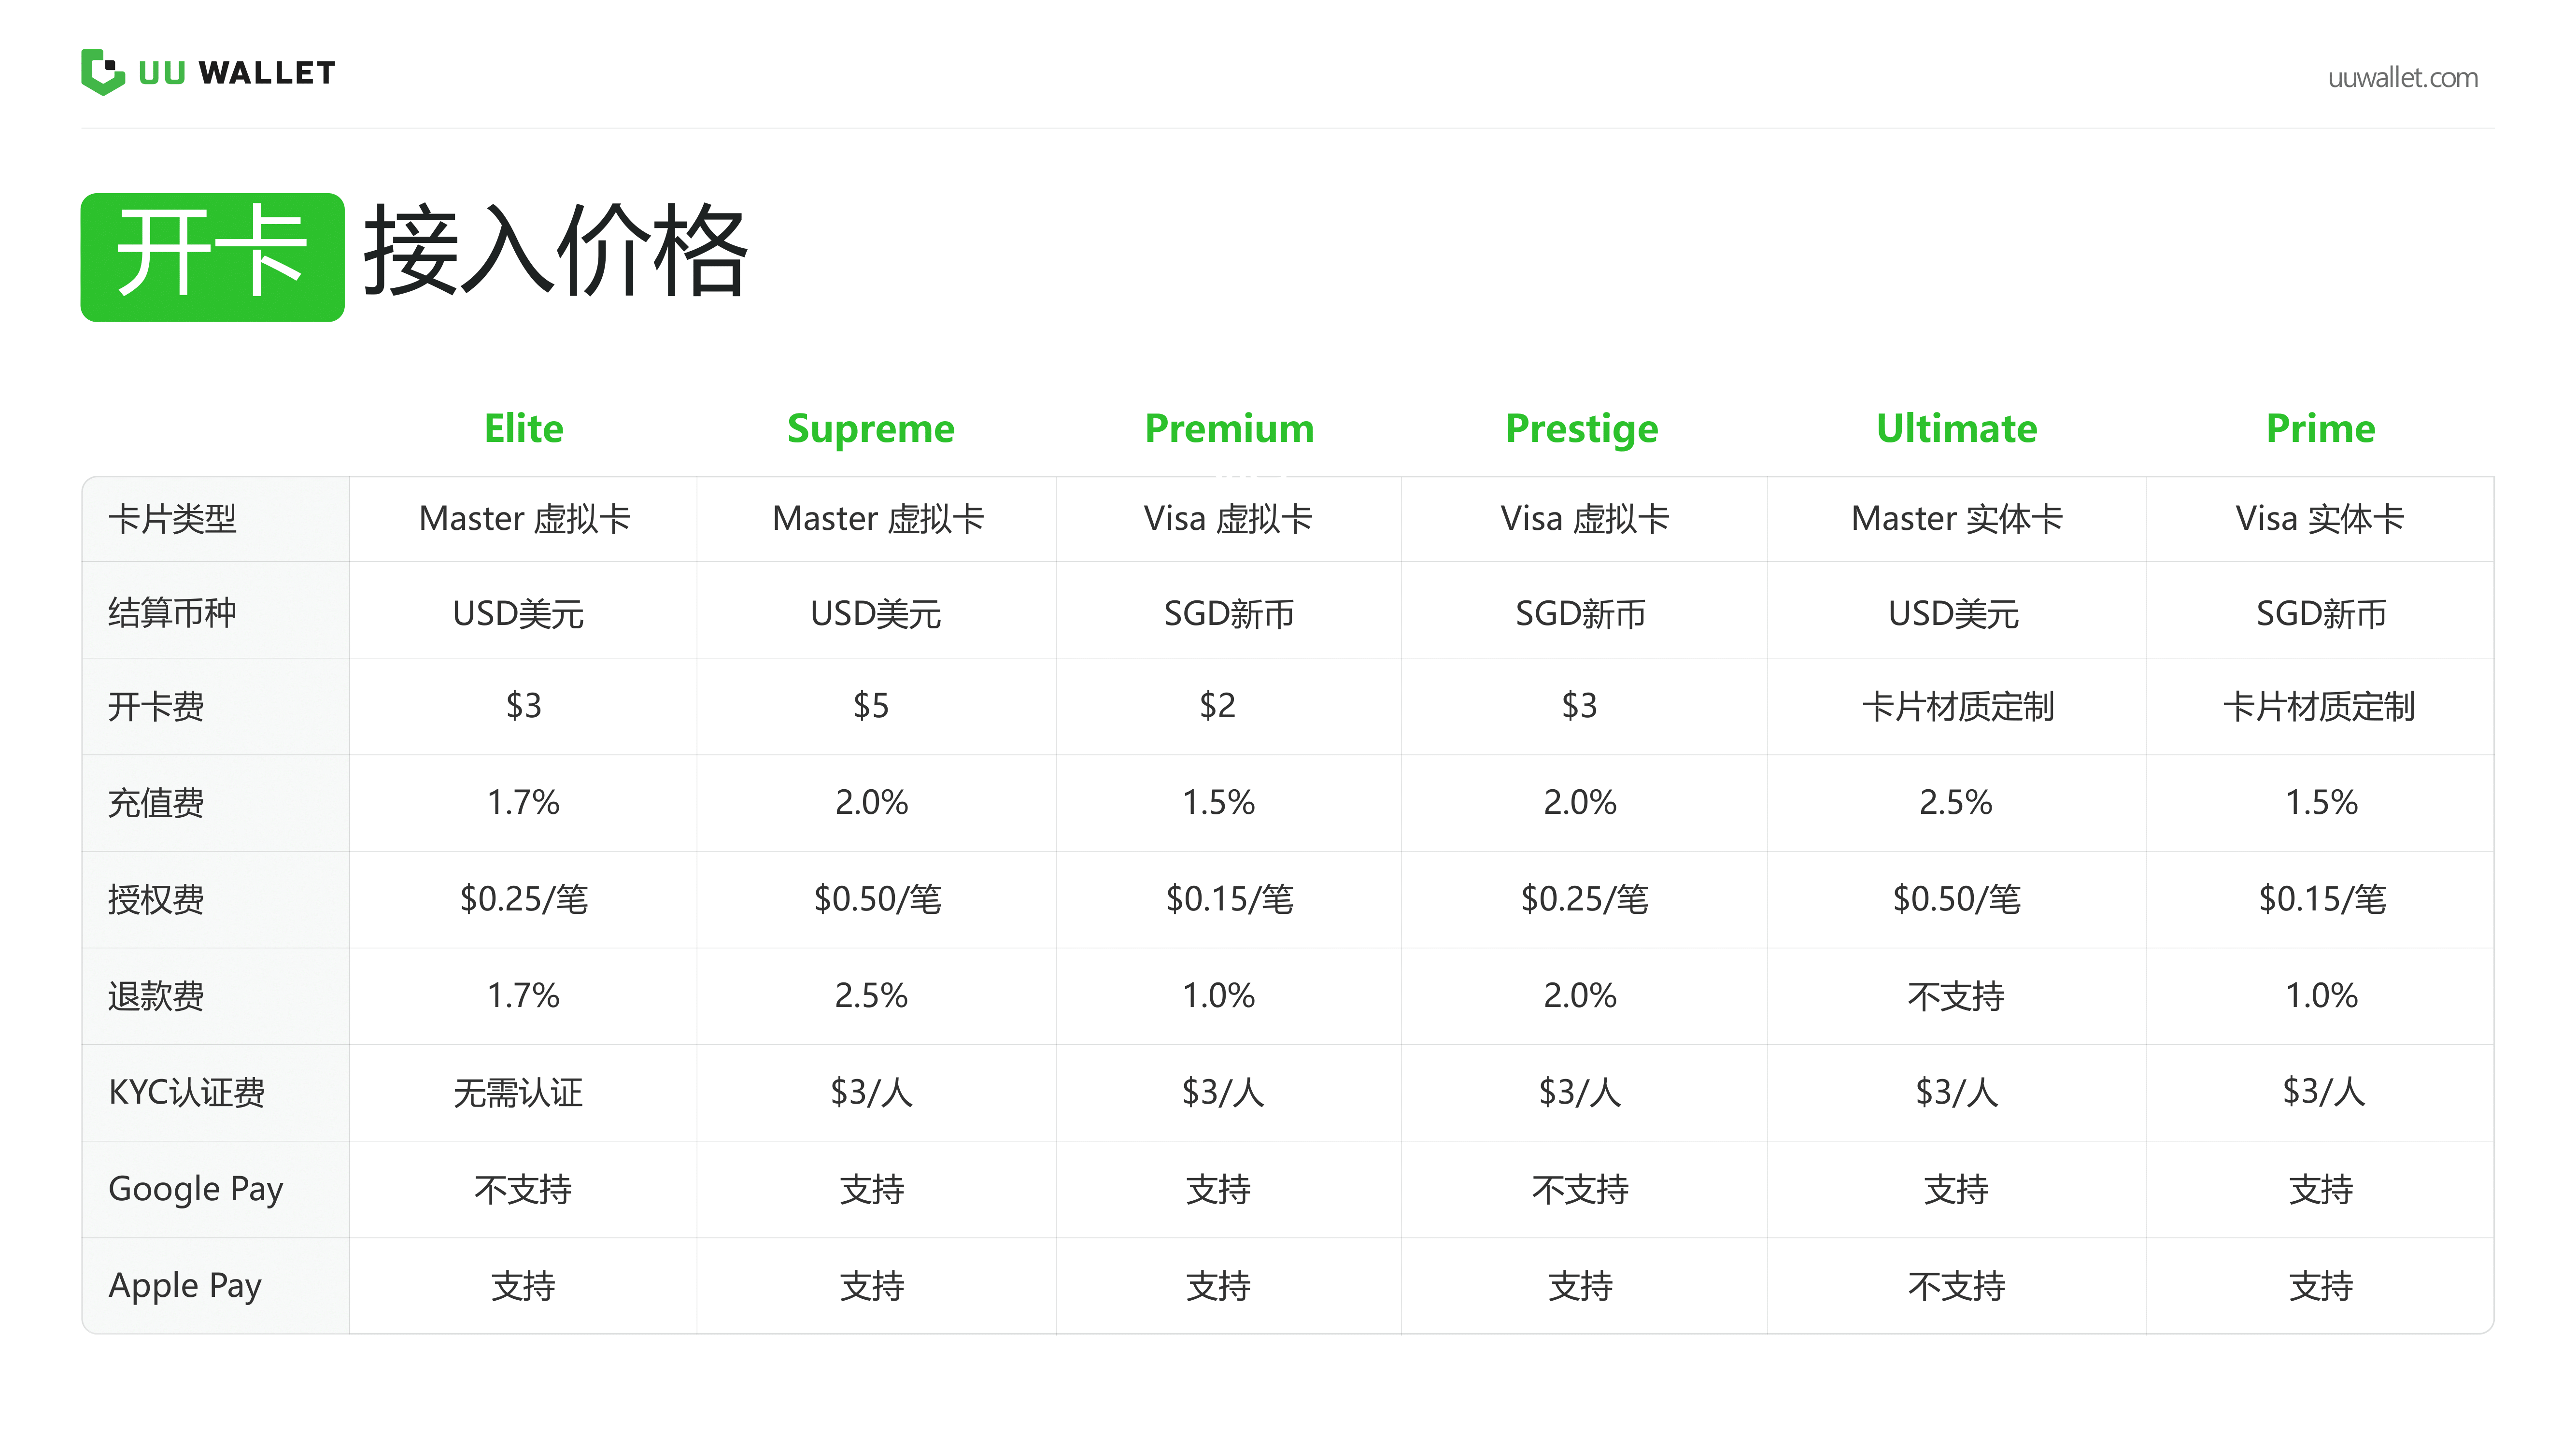 UU WALLET
uuwallet.com
开卡 接入价格
Elite Supreme Premium Prestige Ultimate Prime
卡片类型 Master 虚拟卡 Master 虚拟卡 Visa 虚拟卡 Visa 虚拟卡 Master 实体卡 Visa 实体卡
结算币种 USD美元 USD美元 SGD新币 SGD新币 USD美元 SGD新币
开卡费 $3 $5 $2 $3 卡片材质定制 卡片材质定制
充值费 1.7% 2.0% 1.5% 2.0% 2.5% 1.5%
授权费 $0.25/笔 $0.50/笔 $0.15/笔 $0.25/笔 $0.50/笔 $0.15/笔
退款费 1.7% 2.5% 1.0% 2.0% 不支持 1.0%
KYC认证费 无需认证 $3/人 $3/人 $3/人 $3/人 $3/人
Google Pay 不支持 支持 支持 不支持 支持 支持
Apple Pay 支持 支持 支持 支持 不支持 支持